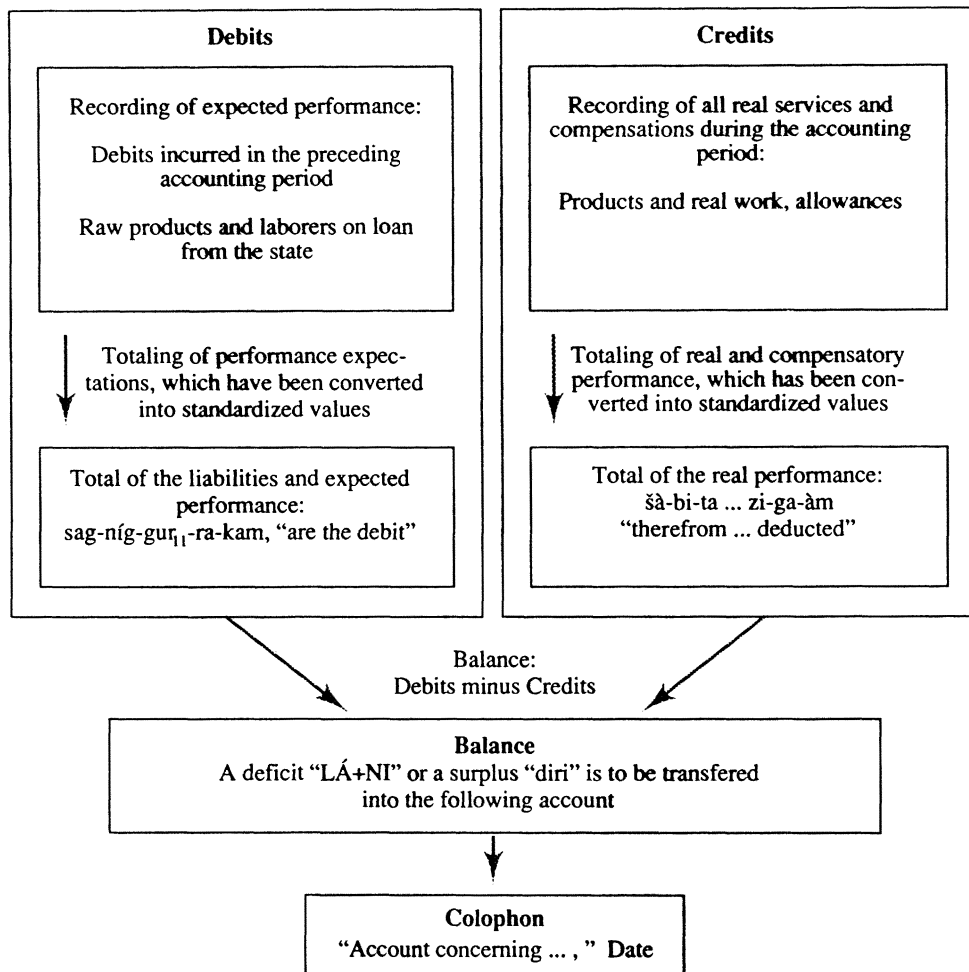 Debits
Recording of expected performance:
Debits incurred in the preceding
accounting period
Raw products and laborers on loan
from the state
Totaling of performance expec-
tations, which have been converted
into standardized values
Total of the liabilities and expected
performance:
sag-níg-gur₁₁-ra-kam, “are the debit”
Credits
Recording of all real services and
compensations during the accounting
period:
Products and real work, allowances
Totaling of real and compensatory
performance, which has been con-
verted into standardized values
Total of the real performance:
šà-bi-ta ... zi-ga-àm
“therefrom ... deducted”
Balance:
Debits minus Credits
Balance
A deficit “LÁ+NI” or a surplus “diri” is to be transfered
into the following account
Colophon
“Account concerning ... , ” Date